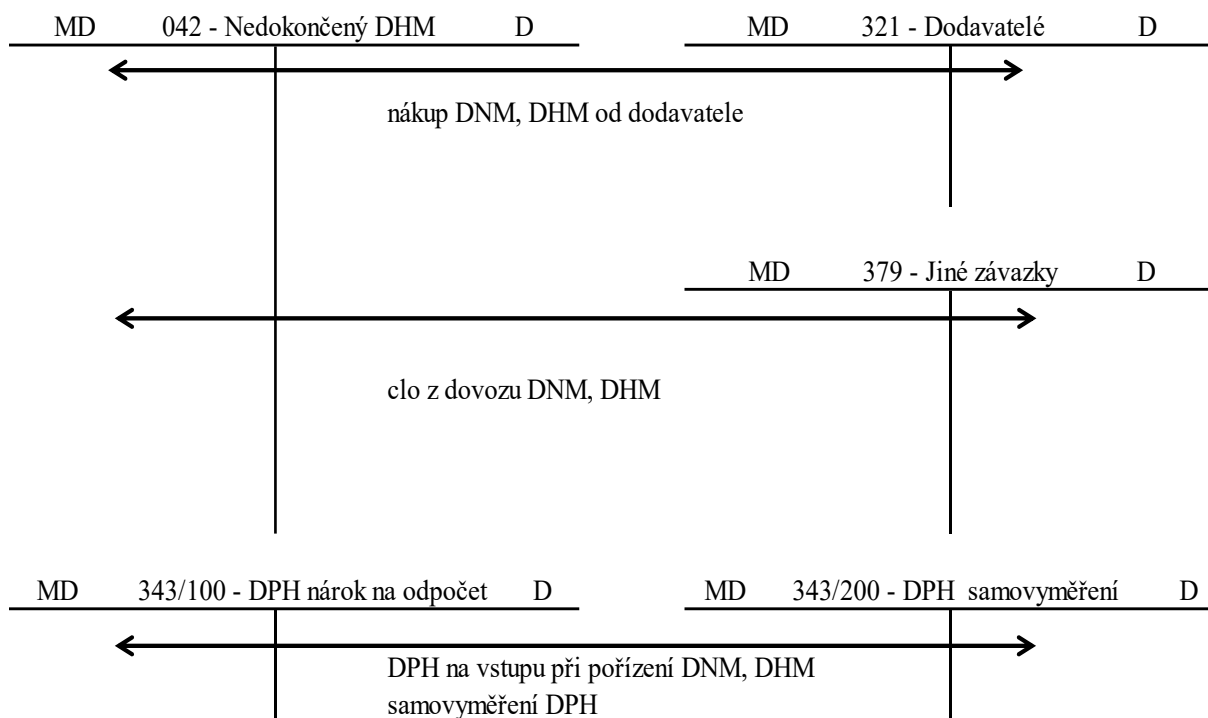 MD 042 - Nedokončený DHM D MD 321 - Dodavatelé D
nákup DNM, DHM od dodavatele
MD 379 - Jiné závazky D
clo z dovozu DNM, DHM
MD 343/100 - DPH nárok na odpočet D MD 343/200 - DPH samovyměření D
DPH na vstupu při pořízení DNM, DHM
samovyměření DPH